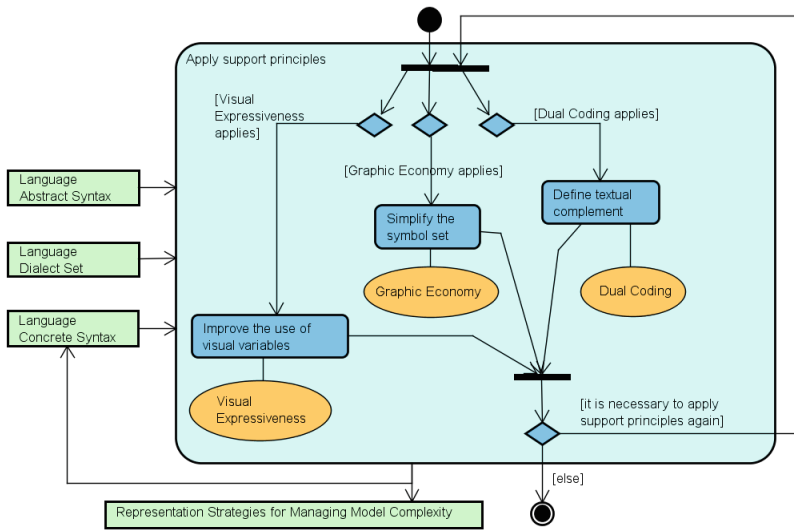 Apply support principles
[Visual
Expressiveness
applies]
[Dual Coding applies]
[Graphic Economy applies]
Language
Abstract Syntax
Define textual
complement
Simplify the
symbol set
Language
Dialect Set
Graphic Economy
Dual Coding
Language
Concrete Syntax
Improve the use of
visual variables
Visual
Expressiveness
[it is necessary to apply
support principles again]
[else]
Representation Strategies for Managing Model Complexity